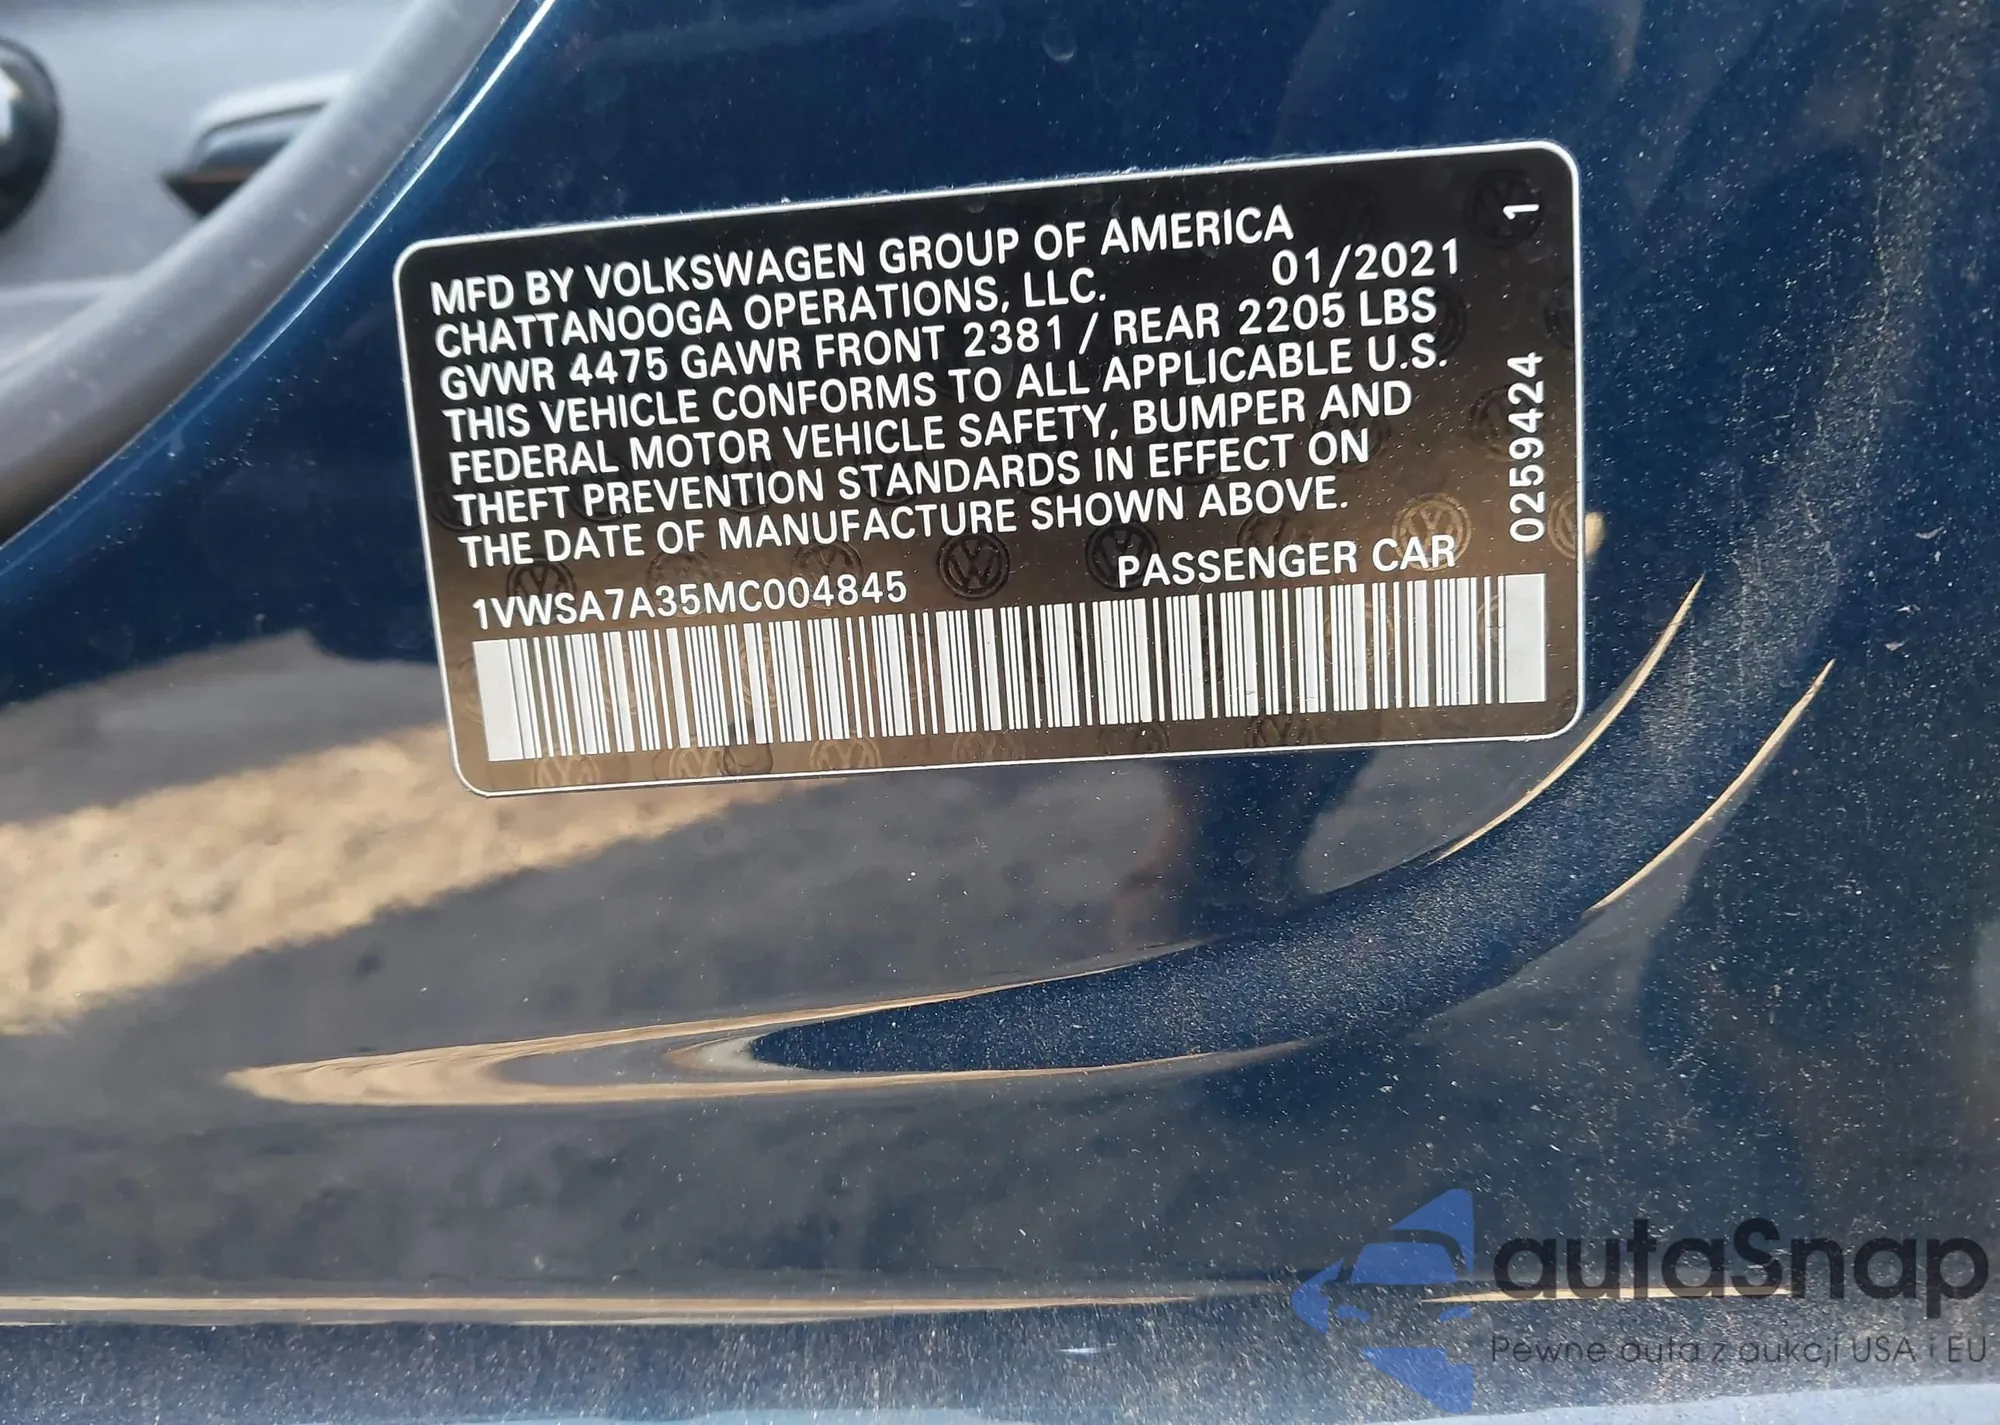 MFD BY VOLKSWAGEN GROUP OF AMERICA
CHATTANOOGA OPERATIONS, LLC. 01/2021
GVWR 4475 GAWR FRONT 2381 / REAR 2205 LBS
THIS VEHICLE CONFORMS TO ALL APPLICABLE U.S.
FEDERAL MOTOR VEHICLE SAFETY, BUMPER AND
THEFT PREVENTION STANDARDS IN EFFECT ON
THE DATE OF MANUFACTURE SHOWN ABOVE.
1VWSA7A35MC004845 PASSENGER CAR
0259424 1
autaSnap
Pewne auta z aukcji USA i EU